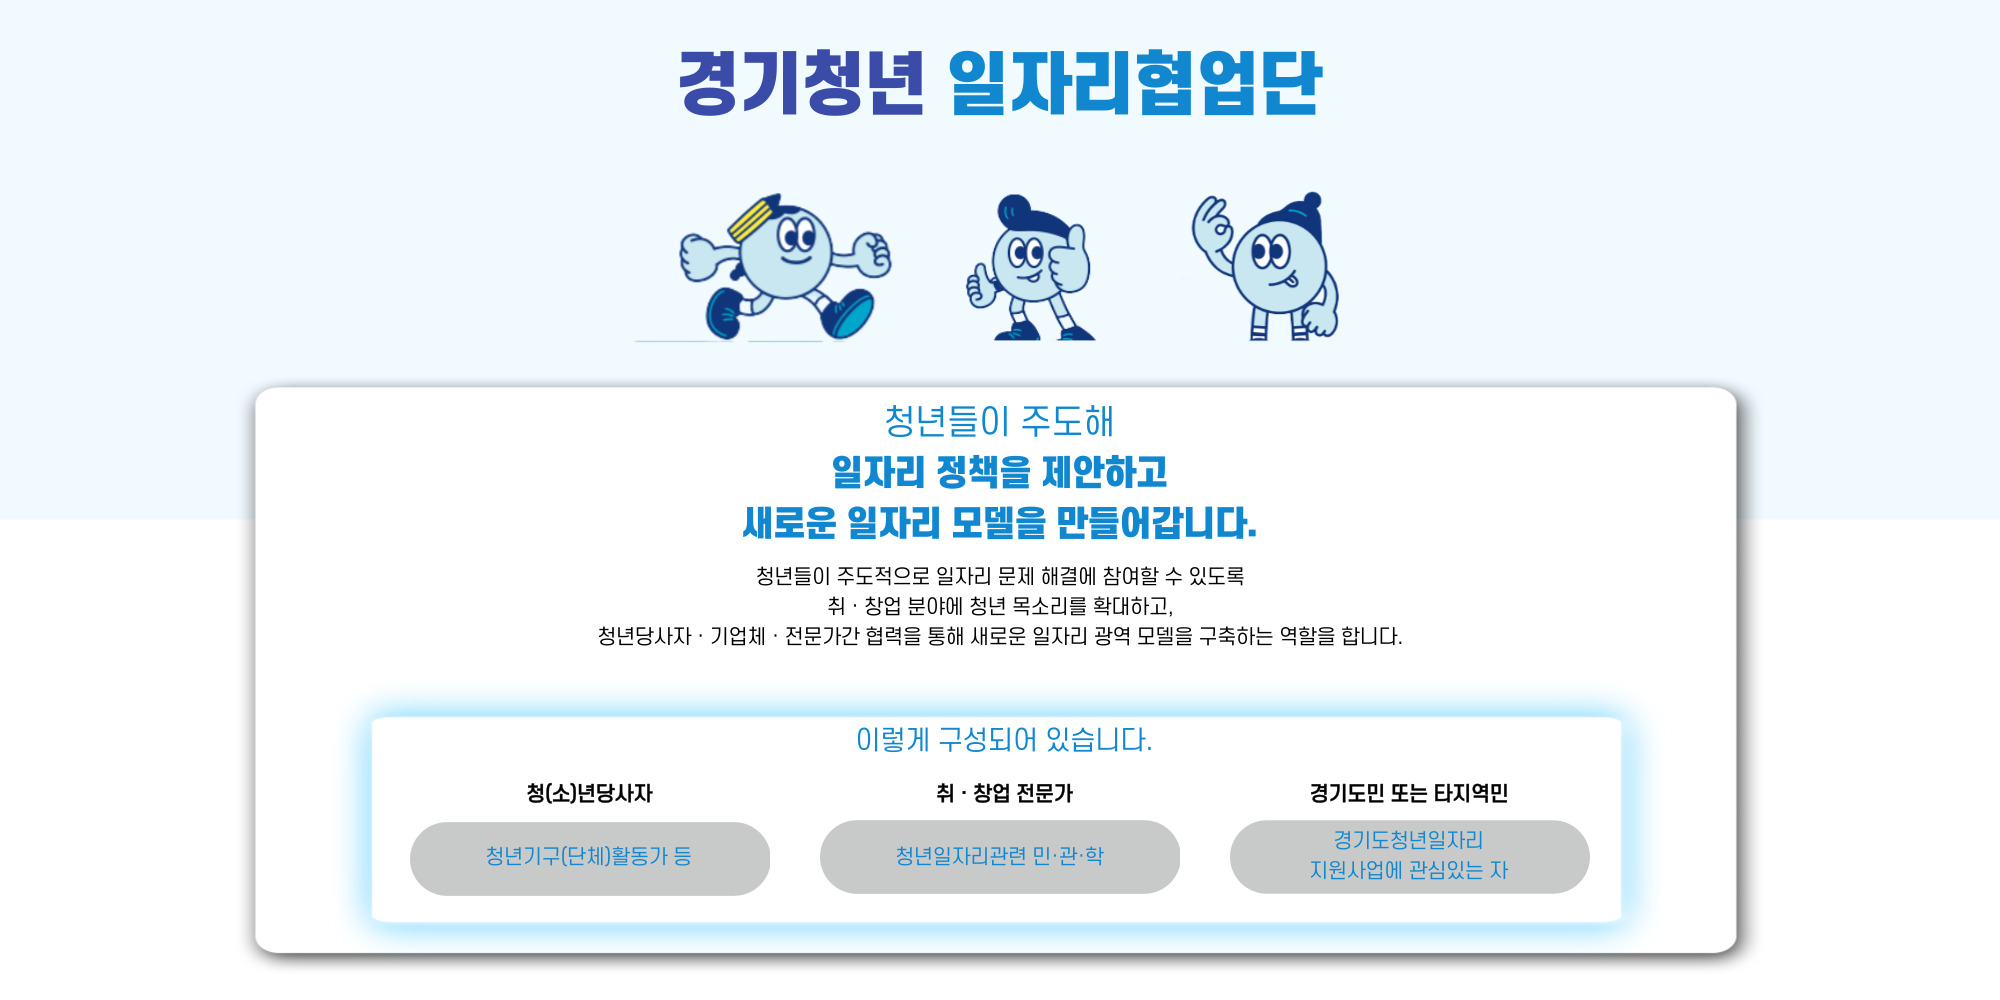 경기청년 일자리협업단
청년들이 주도해
일자리 정책을 제안하고
새로운 일자리 모델을 만들어갑니다.
청년들이 주도적으로 일자리 문제 해결에 참여할 수 있도록
취 · 창업 분야에 청년 목소리를 확대하고,
청년당사자 · 기업체 · 전문가간 협력을 통해 새로운 일자리 광역 모델을 구축하는 역할을 합니다.
이렇게 구성되어 있습니다.
청(소)년당사자
청년기구(단체)활동가 등
취 · 창업 전문가
청년일자리관련 민·관·학
경기도민 또는 타지역민
경기도청년일자리
지원사업에 관심있는 자